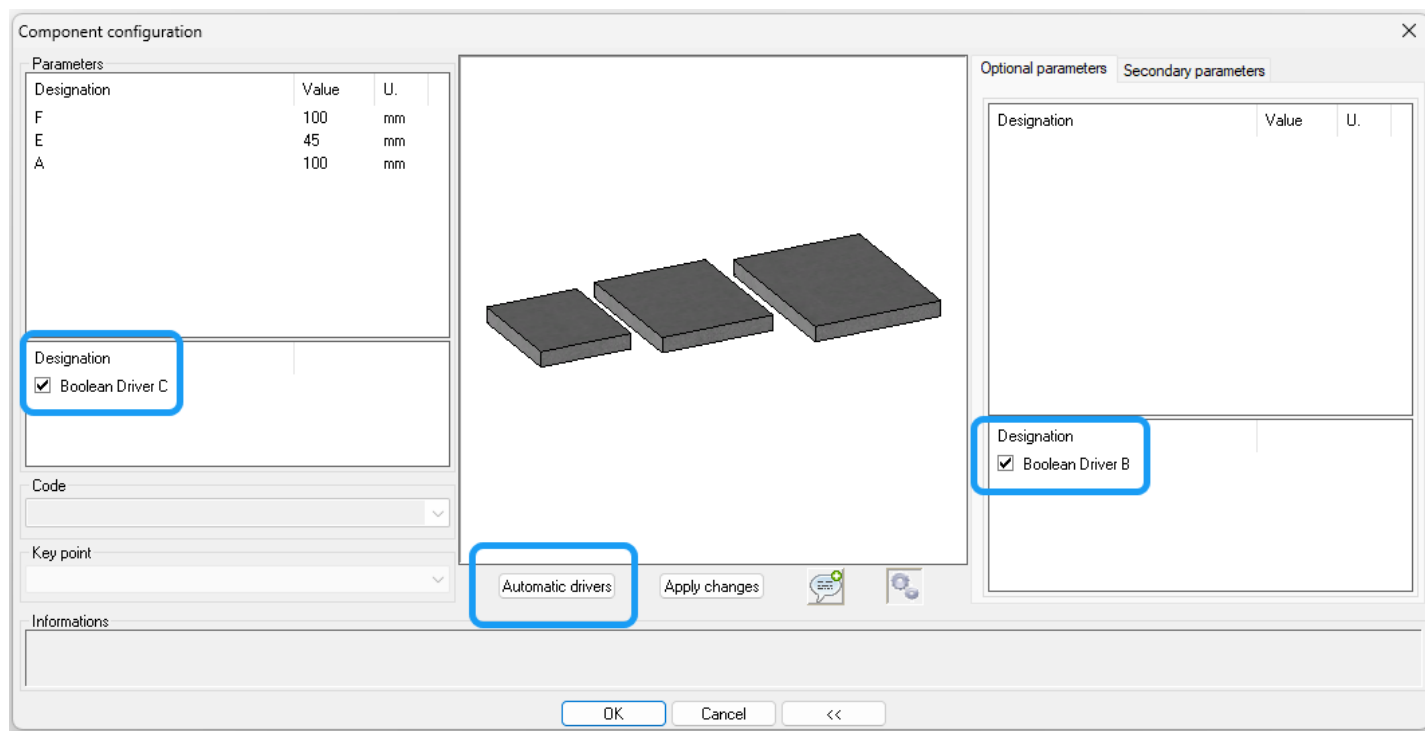 Component configuration
Parameters
Designation Value U.
F 100 mm
E 45 mm
A 100 mm
Designation
Boolean Driver C
Code
Key point
Automatic drivers Apply changes
Optional parameters Secondary parameters
Designation Value U.
Designation
Boolean Driver B
Informations
OK Cancel <<